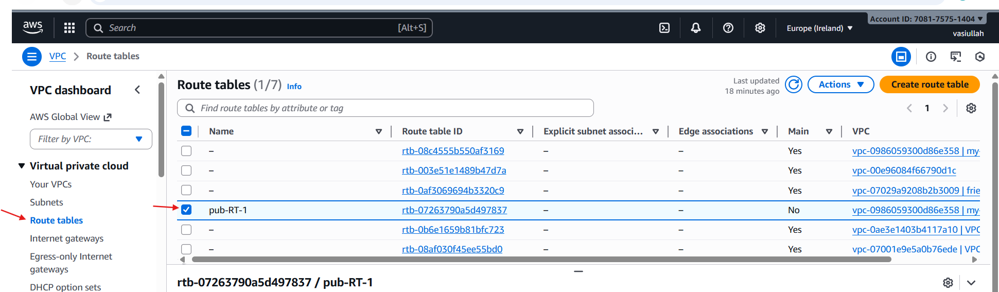 aws
Search [Alt+S]
Europe (Ireland)
Account ID: 7081-7575-1404
vasiullah
VPC > Route tables
VPC dashboard
AWS Global View
Filter by VPC:
Virtual private cloud
Your VPCs
Subnets
Route tables
Internet gateways
Egress-only Internet
gateways
DHCP option sets
Route tables (1/7) Info
Last updated
18 minutes ago
Actions
Create route table
Find route tables by attribute or tag
1
Name Route table ID Explicit subnet associ... Edge associations Main VPC
– rtb-08c4555b550af3169 – – Yes vpc-0986059300d86e358 | my-
– rtb-003e51e1489b47d7a – – Yes vpc-00e96084f66790d1c
– rtb-0af3069694b3320c9 – – Yes vpc-07029a9208b2b3009 | frie
pub-RT-1 rtb-07263790a5d497837 – – No vpc-0986059300d86e358 | my-
– rtb-0b6e1659b81bfc723 – – Yes vpc-0ae3e1403b4117a10 | VPC
– rtb-08af030f45ee55bd0 – – Yes vpc-07001e9e5a0b76ede | VPC
rtb-07263790a5d497837 / pub-RT-1